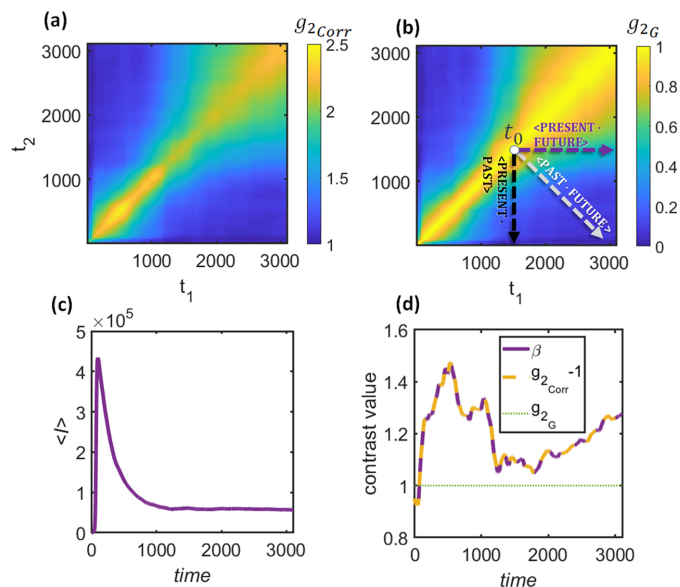 (a)
g2Corr
3000
2000
1000
t2
1000 2000 3000
t1
2.5
2
1.5
1
(b)
g2G
3000
2000
1000
t0
<PRESENT ·
FUTURE>
<PRESENT ·
PAST>
<PAST · FUTURE>
1000 2000 3000
t1
1
0.8
0.6
0.4
0.2
0
(c)
×10^5
5
4
3
2
1
0
<I>
0 1000 2000 3000
time
(d)
1.6
1.4
1.2
1
0.8
contrast value
β
g2Corr-1
g2G
0 1000 2000 3000
time